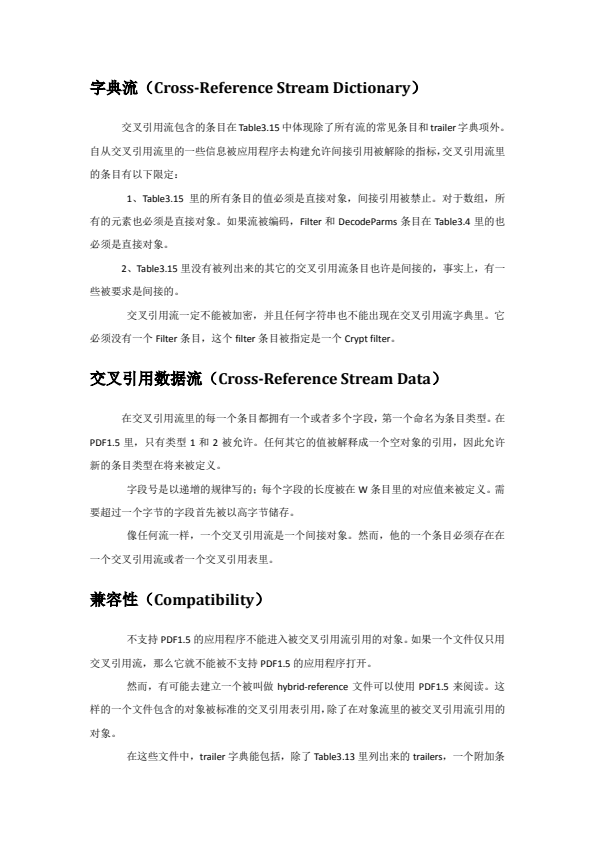 字典流（Cross-Reference Stream Dictionary）
交叉引用流包含的条目在 Table3.15 中体现除了所有流的常见条目和 trailer 字典项外。
自从交叉引用流里的一些信息被应用程序去构建允许间接引用被解除的指标，交叉引用流里
的条目有以下限定：
1、Table3.15 里的所有条目的值必须是直接对象，间接引用被禁止。对于数组，所
有的元素也必须是直接对象。如果流被编码，Filter 和 DecodeParms 条目在 Table3.4 里的也
必须是直接对象。
2、Table3.15 里没有被列出来的其它的交叉引用流条目也许是间接的，事实上，有一
些被要求是间接的。
交叉引用流一定不能被加密，并且任何字符串也不能出现在交叉引用流字典里。它
必须没有一个 Filter 条目，这个 filter 条目被指定是一个 Crypt filter。
交叉引用数据流（Cross-Reference Stream Data）
在交叉引用流里的每一个条目都拥有一个或者多个字段，第一个命名为条目类型。在
PDF1.5 里，只有类型 1 和 2 被允许。任何其它的值被解释成一个空对象的引用，因此允许
新的条目类型在将来被定义。
字段号是以递增的规律写的；每个字段的长度被在 W 条目里的对应值来被定义。需
要超过一个字节的字段首先被以高字节储存。
像任何流一样，一个交叉引用流是一个间接对象。然而，他的一个条目必须存在在
一个交叉引用流或者一个交叉引用表里。
兼容性（Compatibility）
不支持 PDF1.5 的应用程序不能进入被交叉引用流引用的对象。如果一个文件仅只用
交叉引用流，那么它就不能被不支持 PDF1.5 的应用程序打开。
然而，有可能去建立一个被叫做 hybrid-reference 文件可以使用 PDF1.5 来阅读。这
样的一个文件包含的对象被标准的交叉引用表引用，除了在对象流里的被交叉引用流引用的
对象。
在这些文件中，trailer 字典能包括，除了 Table3.13 里列出来的 trailers，一个附加条